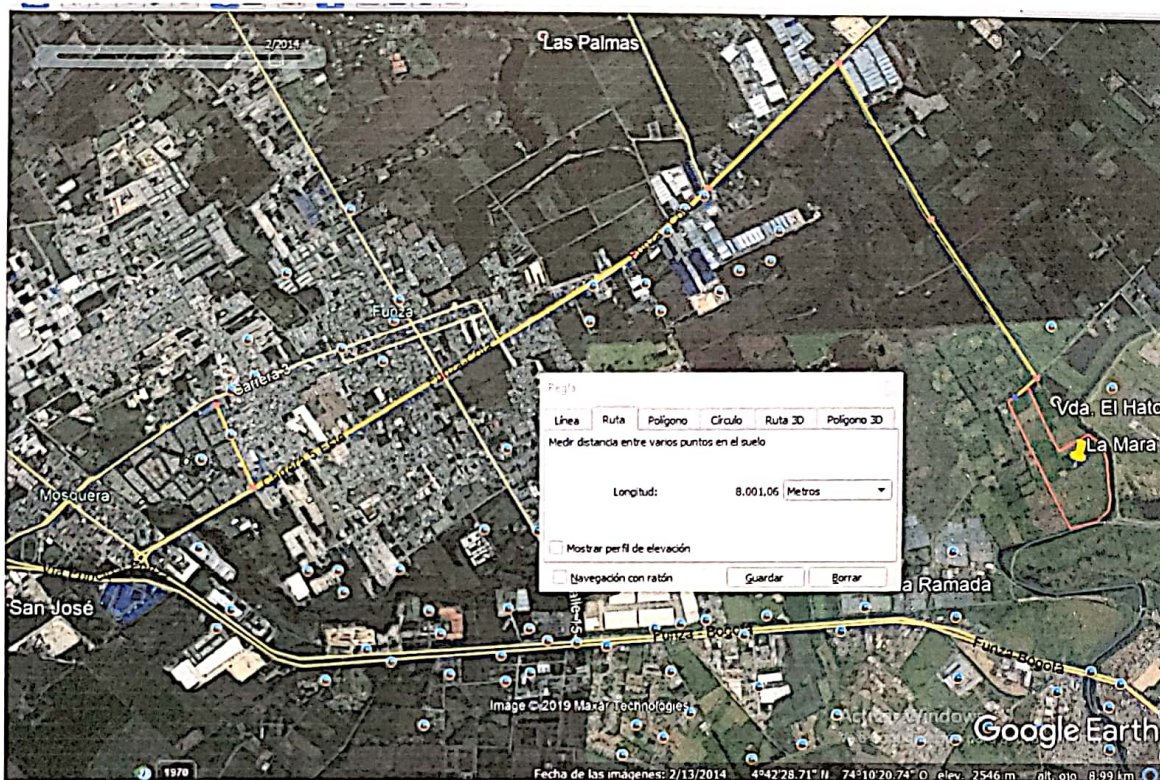 2/2014
Las Palmas
Funza
Carrera 3
Carrera 5 Este
Mosquera
San José
Regla
Línea Ruta Polígono Círculo Ruta 3D Polígono 3D
Medir distancia entre varios puntos en el suelo
Longitud: 8.001,06 Metros
Mostrar perfil de elevación
Navegación con ratón Guardar Borrar
Vda. El Hato
La Mara
a Ramada
Funza - Bogotá
Funza Bogotá
Image © 2019 Maxar Technologies
Windows
Google Earth
1970
Fecha de las imágenes: 2/13/2014 4°42'28.71" N 74°10'20.74" O elev. 2546 m alt. ojo 8.99 km